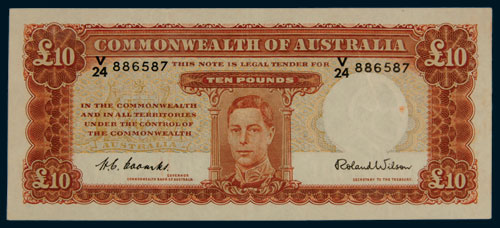 £10 COMMONWEALTH OF AUSTRALIA £10
V/24 886587 THIS NOTE IS LEGAL TENDER FOR V/24 886587
TEN POUNDS
IN THE COMMONWEALTH
AND IN ALL TERRITORIES
UNDER THE CONTROL OF
THE COMMONWEALTH
AUSTRALIA
Roland Wilson
GOVERNOR
COMMONWEALTH BANK OF AUSTRALIA
SECRETARY TO THE TREASURY
£10 £10